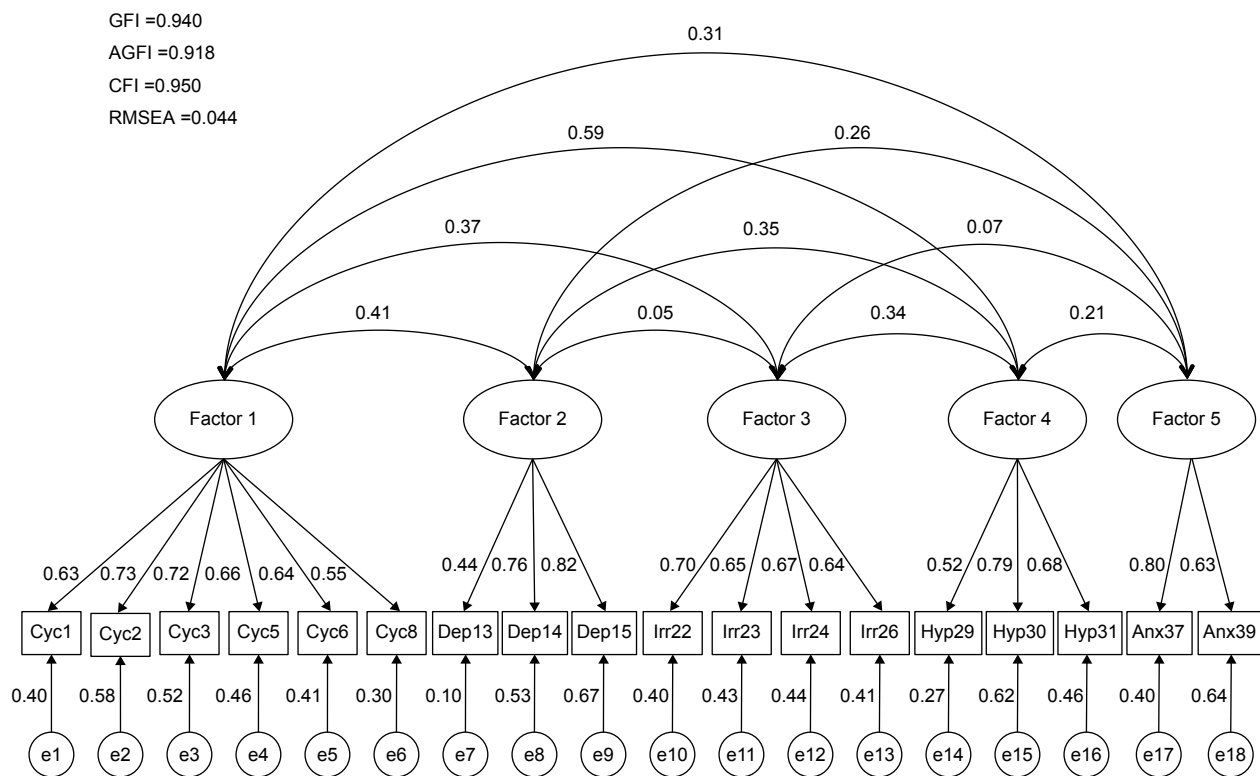 GFI =0.940
AGFI =0.918
CFI =0.950
RMSEA =0.044
0.31
0.59
0.26
0.37
0.35
0.07
0.41
0.05
0.34
0.21
Factor 1
Factor 2
Factor 3
Factor 4
Factor 5
0.63 0.73 0.72 0.66 0.64 0.55
0.44 0.76 0.82
0.70 0.65 0.67 0.64
0.52 0.79 0.68
0.80 0.63
Cyc1 Cyc2 Cyc3 Cyc5 Cyc6 Cyc8 Dep13 Dep14 Dep15 Irr22 Irr23 Irr24 Irr26 Hyp29 Hyp30 Hyp31 Anx37 Anx39
0.40 0.58 0.52 0.46 0.41 0.30 0.10 0.53 0.67 0.40 0.43 0.44 0.41 0.27 0.62 0.46 0.40 0.64
e1 e2 e3 e4 e5 e6 e7 e8 e9 e10 e11 e12 e13 e14 e15 e16 e17 e18